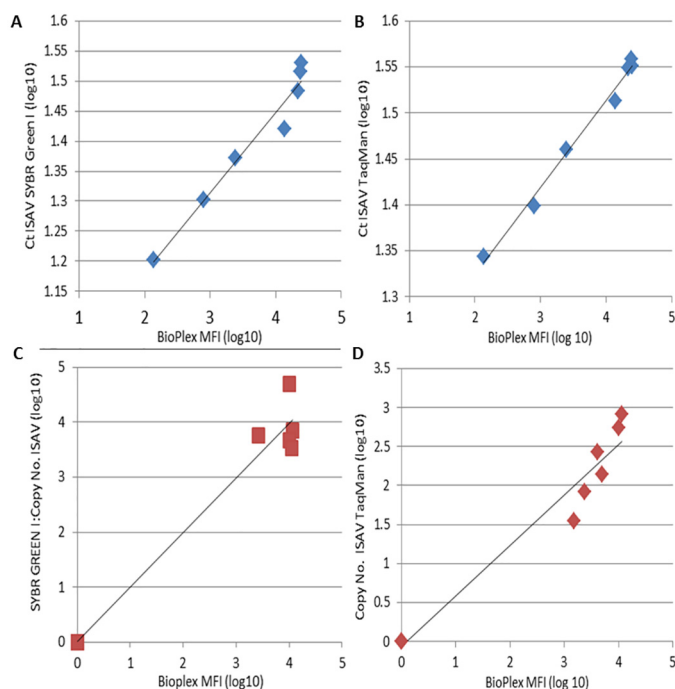 A
Ct ISAV SYBR Green I (log10)
1.6
1.55
1.5
1.45
1.4
1.35
1.3
1.25
1.2
1.15
1 2 3 4 5
BioPlex MFI (log10)
B
Ct ISAV TaqMan (log10)
1.6
1.55
1.5
1.45
1.4
1.35
1.3
1 2 3 4 5
BioPlex MFI (log 10)
C
SYBR GREEN I:Copy No. ISAV (log10)
5
4
3
2
1
0
0 1 2 3 4 5
BioPlex MFI (log10)
D
Copy No. ISAV TaqMan (log10)
3.5
3
2.5
2
1.5
1
0.5
0
0 1 2 3 4 5
Bioplex MFI (log 10)